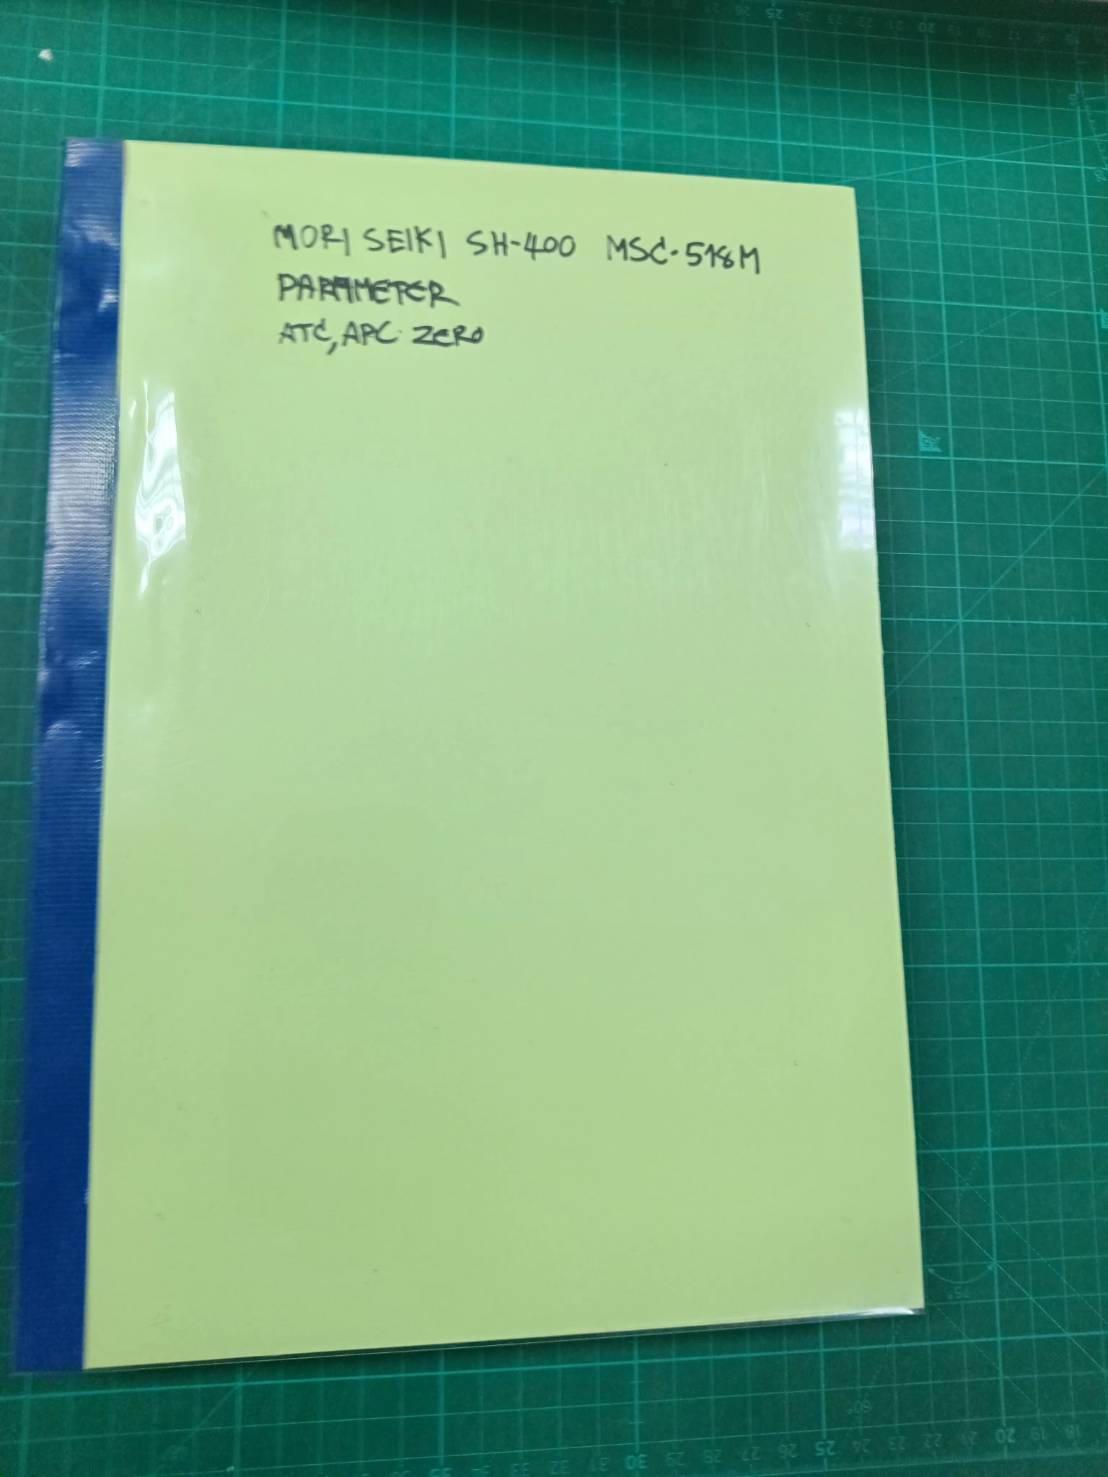 MORI SEIKI SH-400 MSC-518M
PARAMETER
ATC, APC ZERO